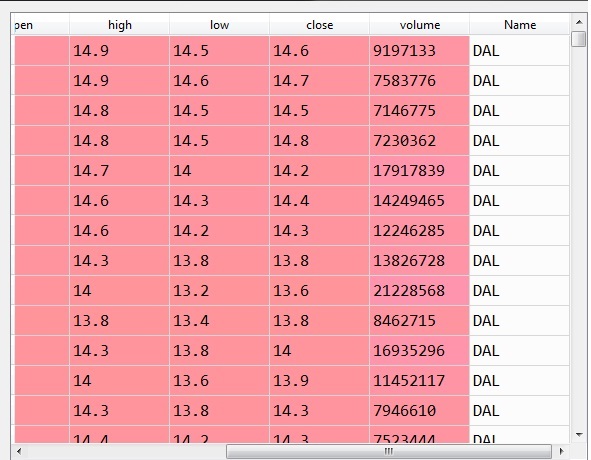 pen high low close volume Name
14.9 14.5 14.6 9197133 DAL
14.9 14.6 14.7 7583776 DAL
14.8 14.5 14.5 7146775 DAL
14.8 14.5 14.8 7230362 DAL
14.7 14 14.2 17917839 DAL
14.6 14.3 14.4 14249465 DAL
14.6 14.2 14.3 12246285 DAL
14.3 13.8 13.8 13826728 DAL
14 13.2 13.6 21228568 DAL
13.8 13.4 13.8 8462715 DAL
14.3 13.8 14 16935296 DAL
14 13.6 13.9 11452117 DAL
14.3 13.8 14.3 7946610 DAL
14.4 14.2 14.3 7523444 DAL